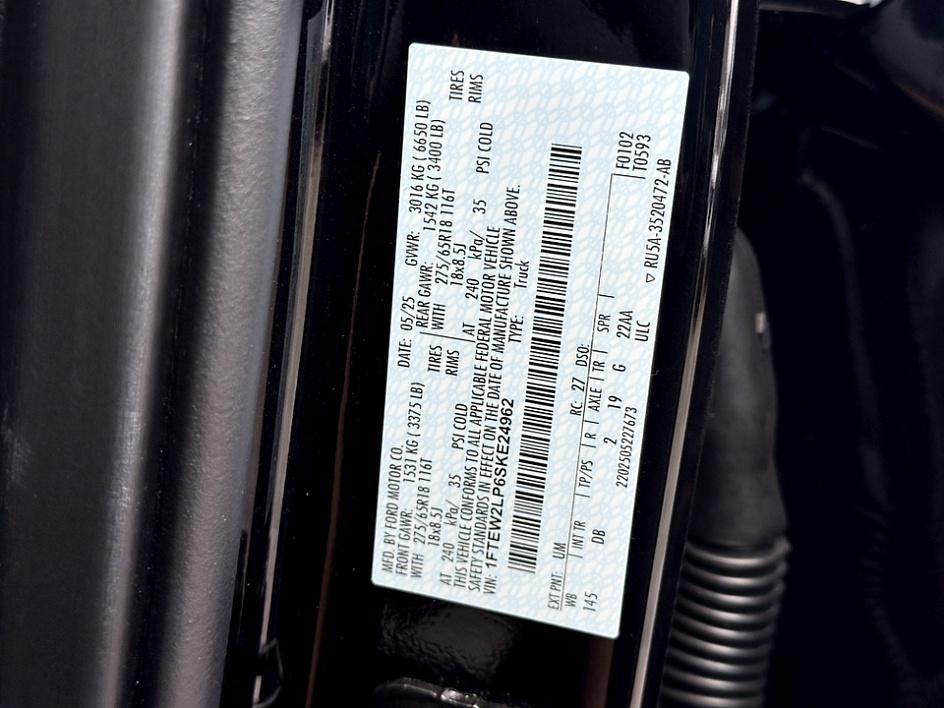 MFD. BY FORD MOTOR CO.
DATE: 05/25 GVWR: 3016 KG ( 6650 LB)
FRONT GAWR: 1531 KG ( 3375 LB) REAR GAWR: 1542 KG ( 3400 LB)
WITH 275/65R18 116T TIRES WITH 275/65R18 116T TIRES
18x8.5J RIMS 18x8.5J RIMS
AT 240 kPa/ 35 PSI COLD AT 240 kPa/ 35 PSI COLD
THIS VEHICLE CONFORMS TO ALL APPLICABLE FEDERAL MOTOR VEHICLE
SAFETY STANDARDS IN EFFECT ON THE DATE OF MANUFACTURE SHOWN ABOVE.
VIN: 1FTEW2LP6SKE24962 TYPE: Truck
EXT PNT: UM RC: 27 DSO:
WB INT TR TP/PS R AXLE TR SPR
145 DB 2 19 G 22AA F0102
2202505227673 ULC T0593
▽ RU5A-3520472-AB